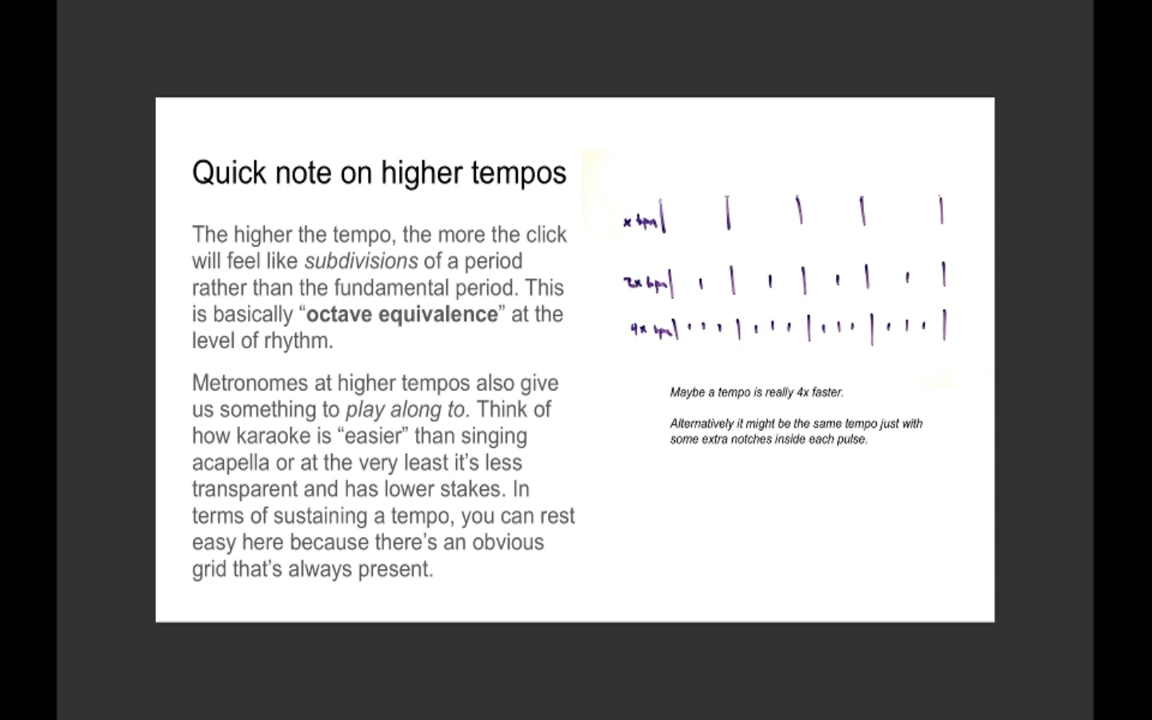 Quick note on higher tempos
The higher the tempo, the more the click
will feel like subdivisions of a period
rather than the fundamental period. This
is basically “octave equivalence” at the
level of rhythm.
Metronomes at higher tempos also give
us something to play along to. Think of
how karaoke is “easier” than singing
acapella or at the very least it’s less
transparent and has lower stakes. In
terms of sustaining a tempo, you can rest
easy here because there’s an obvious
grid that’s always present.
x bpm
2x bpm
4x bpm
Maybe a tempo is really 4x faster.
Alternatively it might be the same tempo just with
some extra notches inside each pulse.